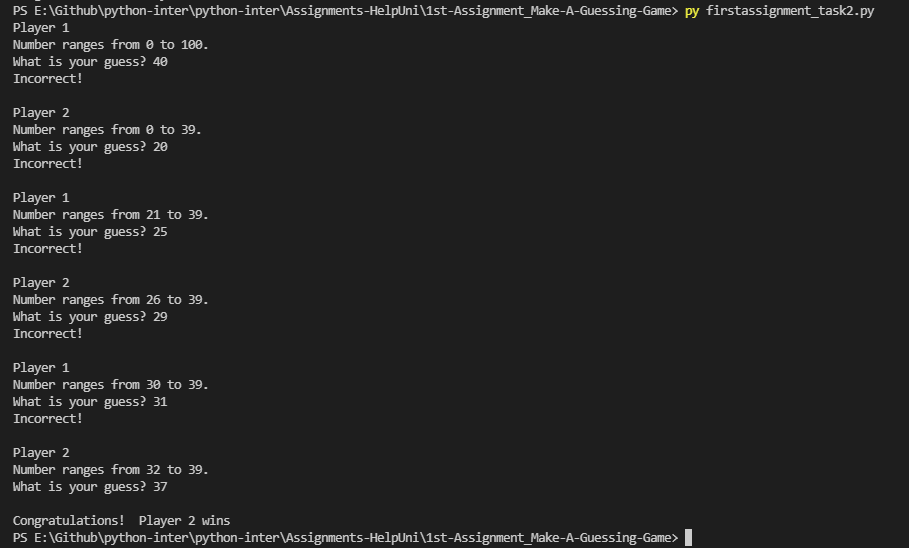 PS E:\Github\python-inter\python-inter\Assignments-HelpUni\1st-Assignment_Make-A-Guessing-Game> py firstassignment_task2.py
Player 1
Number ranges from 0 to 100.
What is your guess? 40
Incorrect!
Player 2
Number ranges from 0 to 39.
What is your guess? 20
Incorrect!
Player 1
Number ranges from 21 to 39.
What is your guess? 25
Incorrect!
Player 2
Number ranges from 26 to 39.
What is your guess? 29
Incorrect!
Player 1
Number ranges from 30 to 39.
What is your guess? 31
Incorrect!
Player 2
Number ranges from 32 to 39.
What is your guess? 37
Congratulations!  Player 2 wins
PS E:\Github\python-inter\python-inter\Assignments-HelpUni\1st-Assignment_Make-A-Guessing-Game>